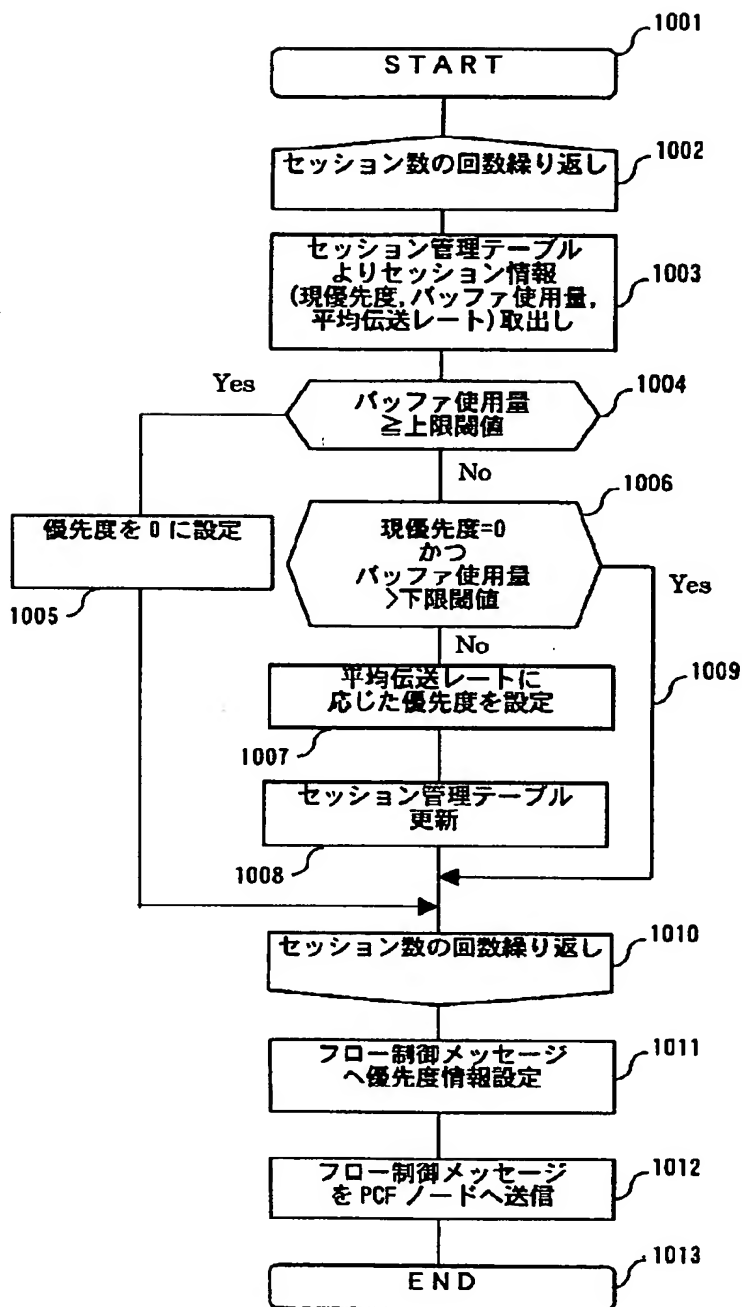 1001
START
セッション数の回数繰り返し
1002
セッション管理テーブル
よりセッション情報
(現優先度,バッファ使用量,
平均伝送レート)取出し
1003
Yes
バッファ使用量
≧上限閾値
1004
No
優先度を0に設定
1005
現優先度=0
かつ
バッファ使用量
>下限閾値
1006
Yes
No
平均伝送レートに
応じた優先度を設定
1007
1009
セッション管理テーブル
更新
1008
セッション数の回数繰り返し
1010
フロー制御メッセージ
へ優先度情報設定
1011
フロー制御メッセージ
をPCFノードへ送信
1012
END
1013